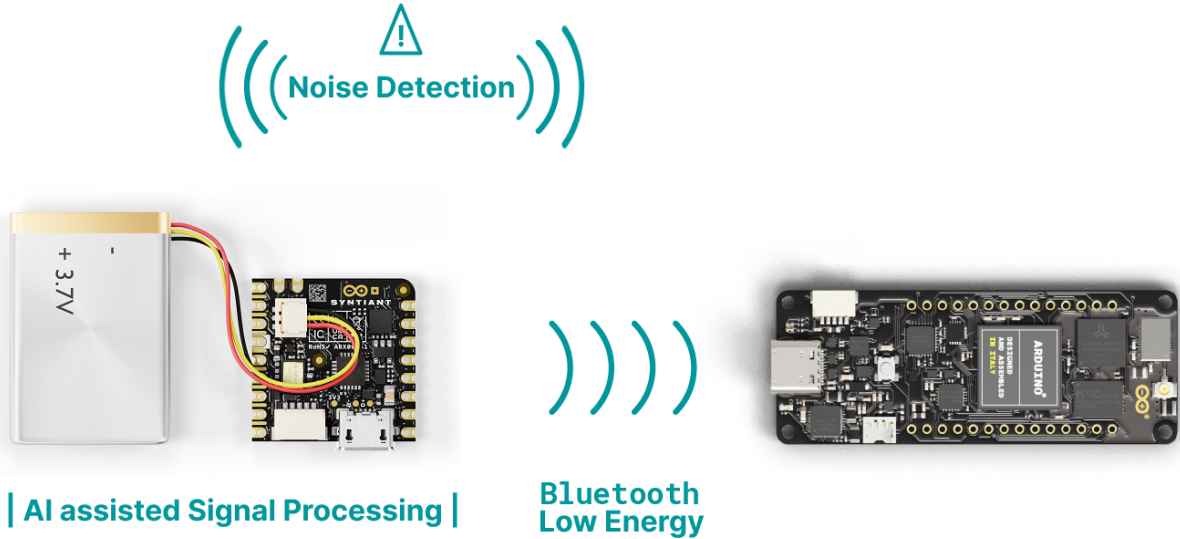 !
Noise Detection
-
+ 3.7V
SYNTIANT
ARDUINO
DESIGNED
AND ASSEMBLED
IN ITALY
| AI assisted Signal Processing |
Bluetooth
Low Energy